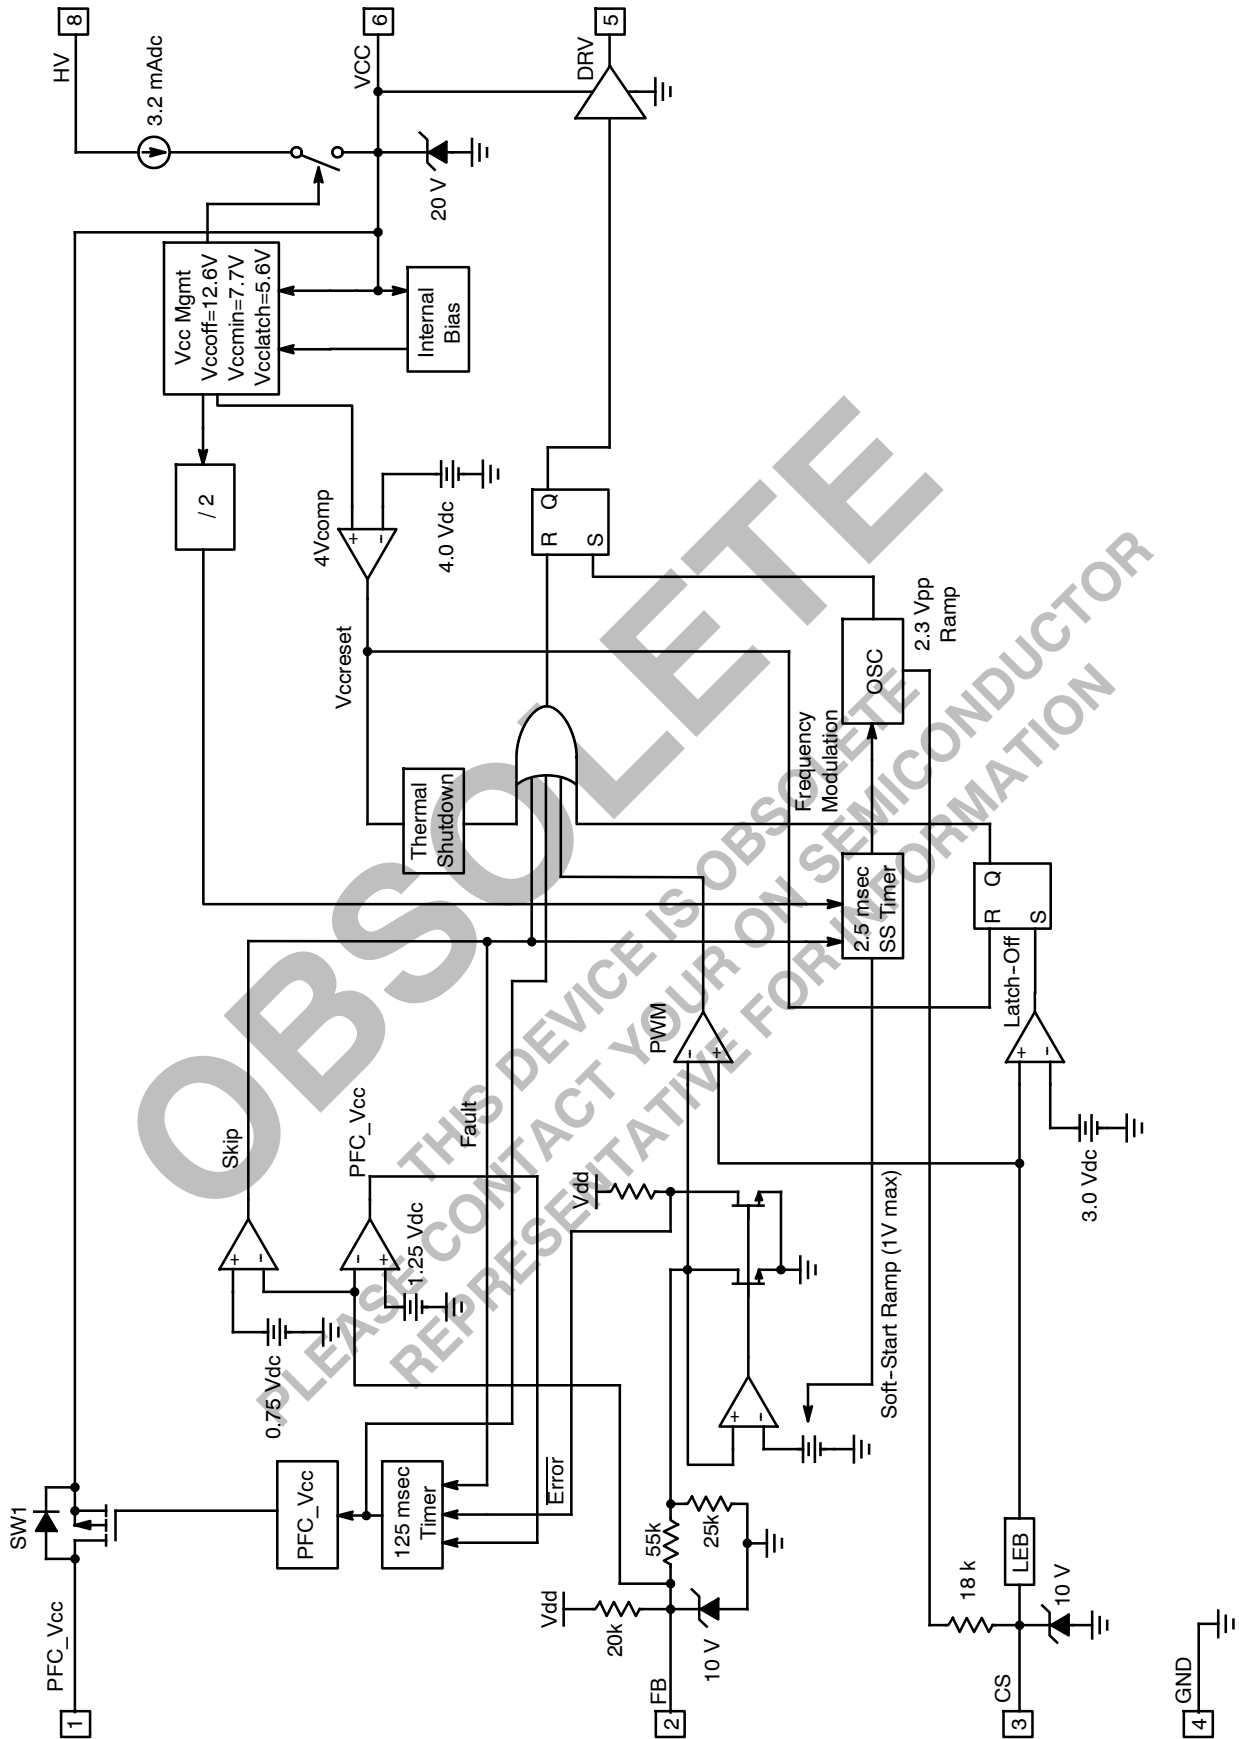 HV
8
3.2 mAdc
VCC
6
DRV
5
20 V
Vcc Mgmt
Vccoff=12.6V
Vccmin=7.7V
Vcclatch=5.6V
Internal
Bias
/ 2
4Vcomp
+
-
4.0 Vdc
Vccreset
R
Q
S
Thermal
Shutdown
OSC
2.3 Vpp
Ramp
Frequency
Modulation
2.5 msec
SS Timer
R
Q
S
Latch-Off
+
-
3.0 Vdc
PWM
-
+
Skip
+
-
0.75 Vdc
PFC_Vcc
-
+
1.25 Vdc
Fault
Vdd
+
-
Soft-Start Ramp (1V max)
SW1
PFC_Vcc
125 msec
Timer
Error
PFC_Vcc
1
Vdd
20k
55k
25k
10 V
FB
2
18 k
LEB
10 V
CS
3
GND
4
OBSOLETE
THIS DEVICE IS OBSOLETE
PLEASE CONTACT YOUR ON SEMICONDUCTOR
REPRESENTATIVE FOR INFORMATION